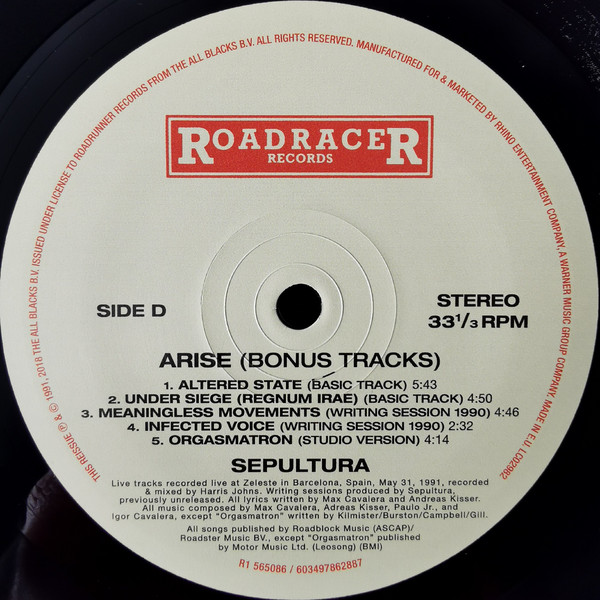 THIS REISSUE ℗ & © 1991, 2018 THE ALL BLACKS B.V. ISSUED UNDER LICENSE TO ROADRUNNER RECORDS FROM THE ALL BLACKS B.V. ALL RIGHTS RESERVED. MANUFACTURED FOR & MARKETED BY RHINO ENTERTAINMENT COMPANY, A WARNER MUSIC GROUP COMPANY. MADE IN E.U. LC02982
ROADRACER
RECORDS
SIDE D
STEREO
33¹/₃ RPM
ARISE (BONUS TRACKS)
1. ALTERED STATE (BASIC TRACK) 5:43
2. UNDER SIEGE (REGNUM IRAE) (BASIC TRACK) 4:50
3. MEANINGLESS MOVEMENTS (WRITING SESSION 1990) 4:46
4. INFECTED VOICE (WRITING SESSION 1990) 2:32
5. ORGASMATRON (STUDIO VERSION) 4:14
SEPULTURA
Live tracks recorded live at Zeleste in Barcelona, Spain, May 31, 1991, recorded
& mixed by Harris Johns. Writing sessions produced by Sepultura,
previously unreleased. All lyrics written by Max Cavalera and Andreas Kisser.
All music composed by Max Cavalera, Adreas Kisser, Paulo Jr., and
Igor Cavalera, except "Orgasmatron" written by Kilmister/Burston/Campbell/Gill.
All songs published by Roadblock Music (ASCAP)/
Roadster Music BV., except "Orgasmatron" published
by Motor Music Ltd. (Leosong) (BMI)
R1 565086 / 603497862887